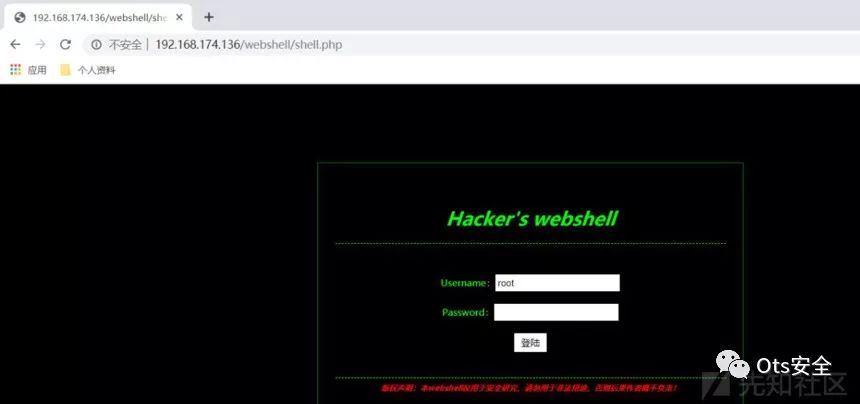 192.168.174.136/webshell/she
不安全 | 192.168.174.136/webshell/shell.php
应用 个人资料
Hacker's webshell
Username: root
Password:
登陆
版权声明:本webshell仅用于安全研究,请勿用于非法用途,否则后果作者概不负责!
Ots安全
先知社区